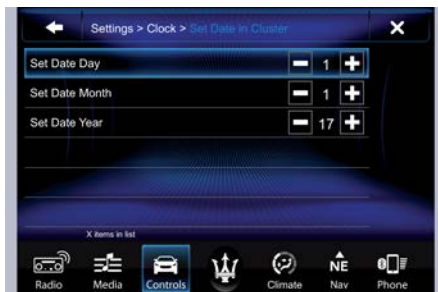 Settings > Clock > Set Date in Cluster
Set Date Day 1
Set Date Month 1
Set Date Year 17
X items in list
NE
Radio Media Controls Climate Nav Phone